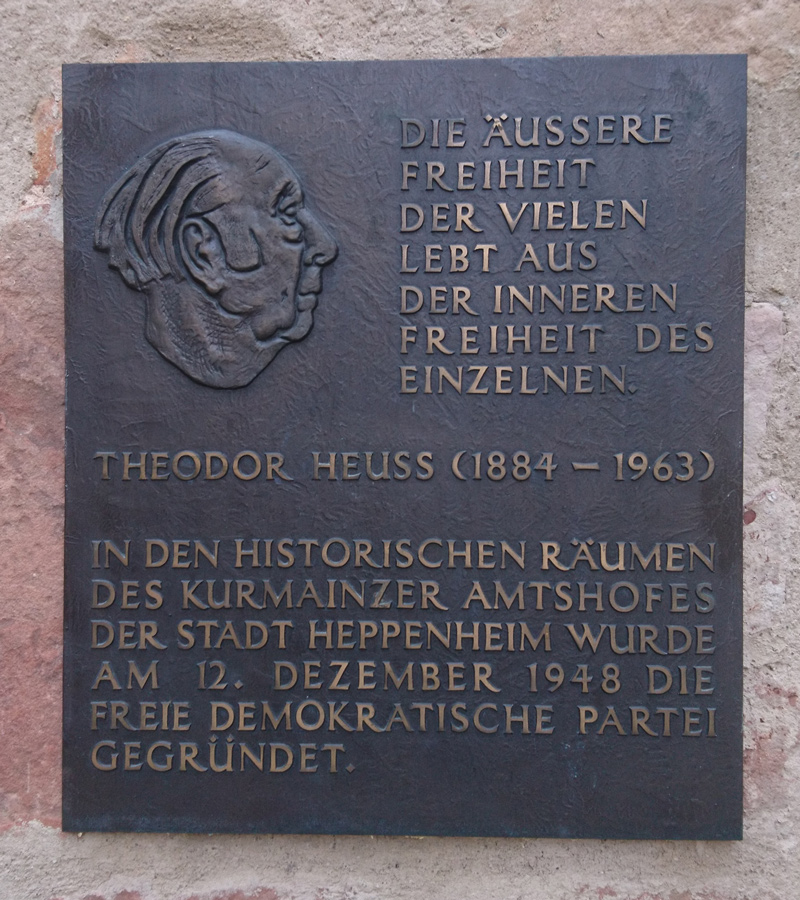 DIE ÄUSSERE
FREIHEIT
DER VIELEN
LEBT AUS
DER INNEREN
FREIHEIT DES
EINZELNEN.
THEODOR HEUSS (1884 – 1963)
IN DEN HISTORISCHEN RÄUMEN
DES KURMAINZER AMTSHOFES
DER STADT HEPPENHEIM WURDE
AM 12. DEZEMBER 1948 DIE
FREIE DEMOKRATISCHE PARTEI
GEGRÜNDET.